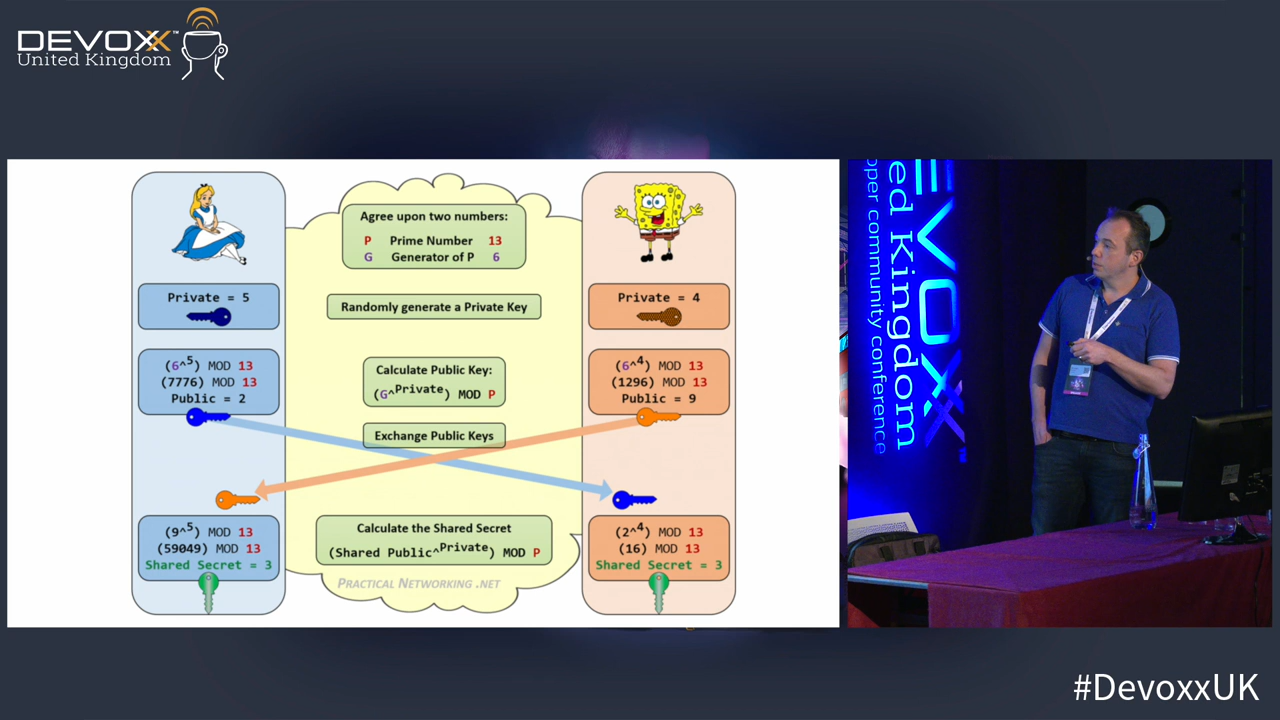 DEVOXX™
United Kingdom
Agree upon two numbers:
P Prime Number 13
G Generator of P 6
Private = 5
Randomly generate a Private Key
Private = 4
(6^5) MOD 13
(7776) MOD 13
Public = 2
Calculate Public Key:
(G^Private) MOD P
(6^4) MOD 13
(1296) MOD 13
Public = 9
Exchange Public Keys
(9^5) MOD 13
(59049) MOD 13
Shared Secret = 3
Calculate the Shared Secret
(Shared Public^Private) MOD P
(2^4) MOD 13
(16) MOD 13
Shared Secret = 3
PRACTICAL NETWORKING .NET
EVOXX™
ed Kingdom
oper community conference
#DevoxxUK